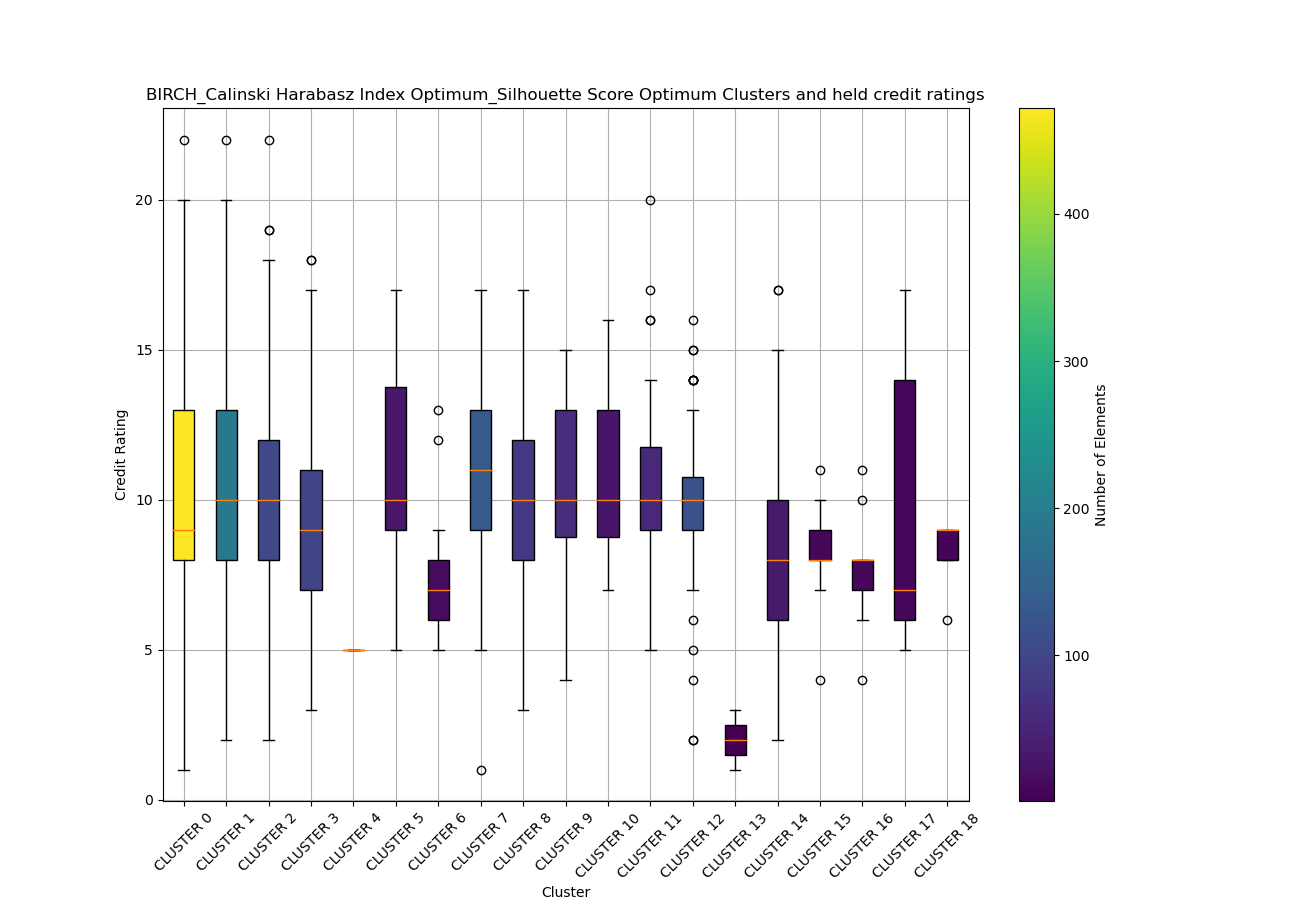 BIRCH_Calinski Harabasz Index Optimum_Silhouette Score Optimum Clusters and held credit ratings
20
15
10
5
0
Credit Rating
CLUSTER 0
CLUSTER 1
CLUSTER 2
CLUSTER 3
CLUSTER 4
CLUSTER 5
CLUSTER 6
CLUSTER 7
CLUSTER 8
CLUSTER 9
CLUSTER 10
CLUSTER 11
CLUSTER 12
CLUSTER 13
CLUSTER 14
CLUSTER 15
CLUSTER 16
CLUSTER 17
CLUSTER 18
Cluster
400
300
200
100
Number of Elements